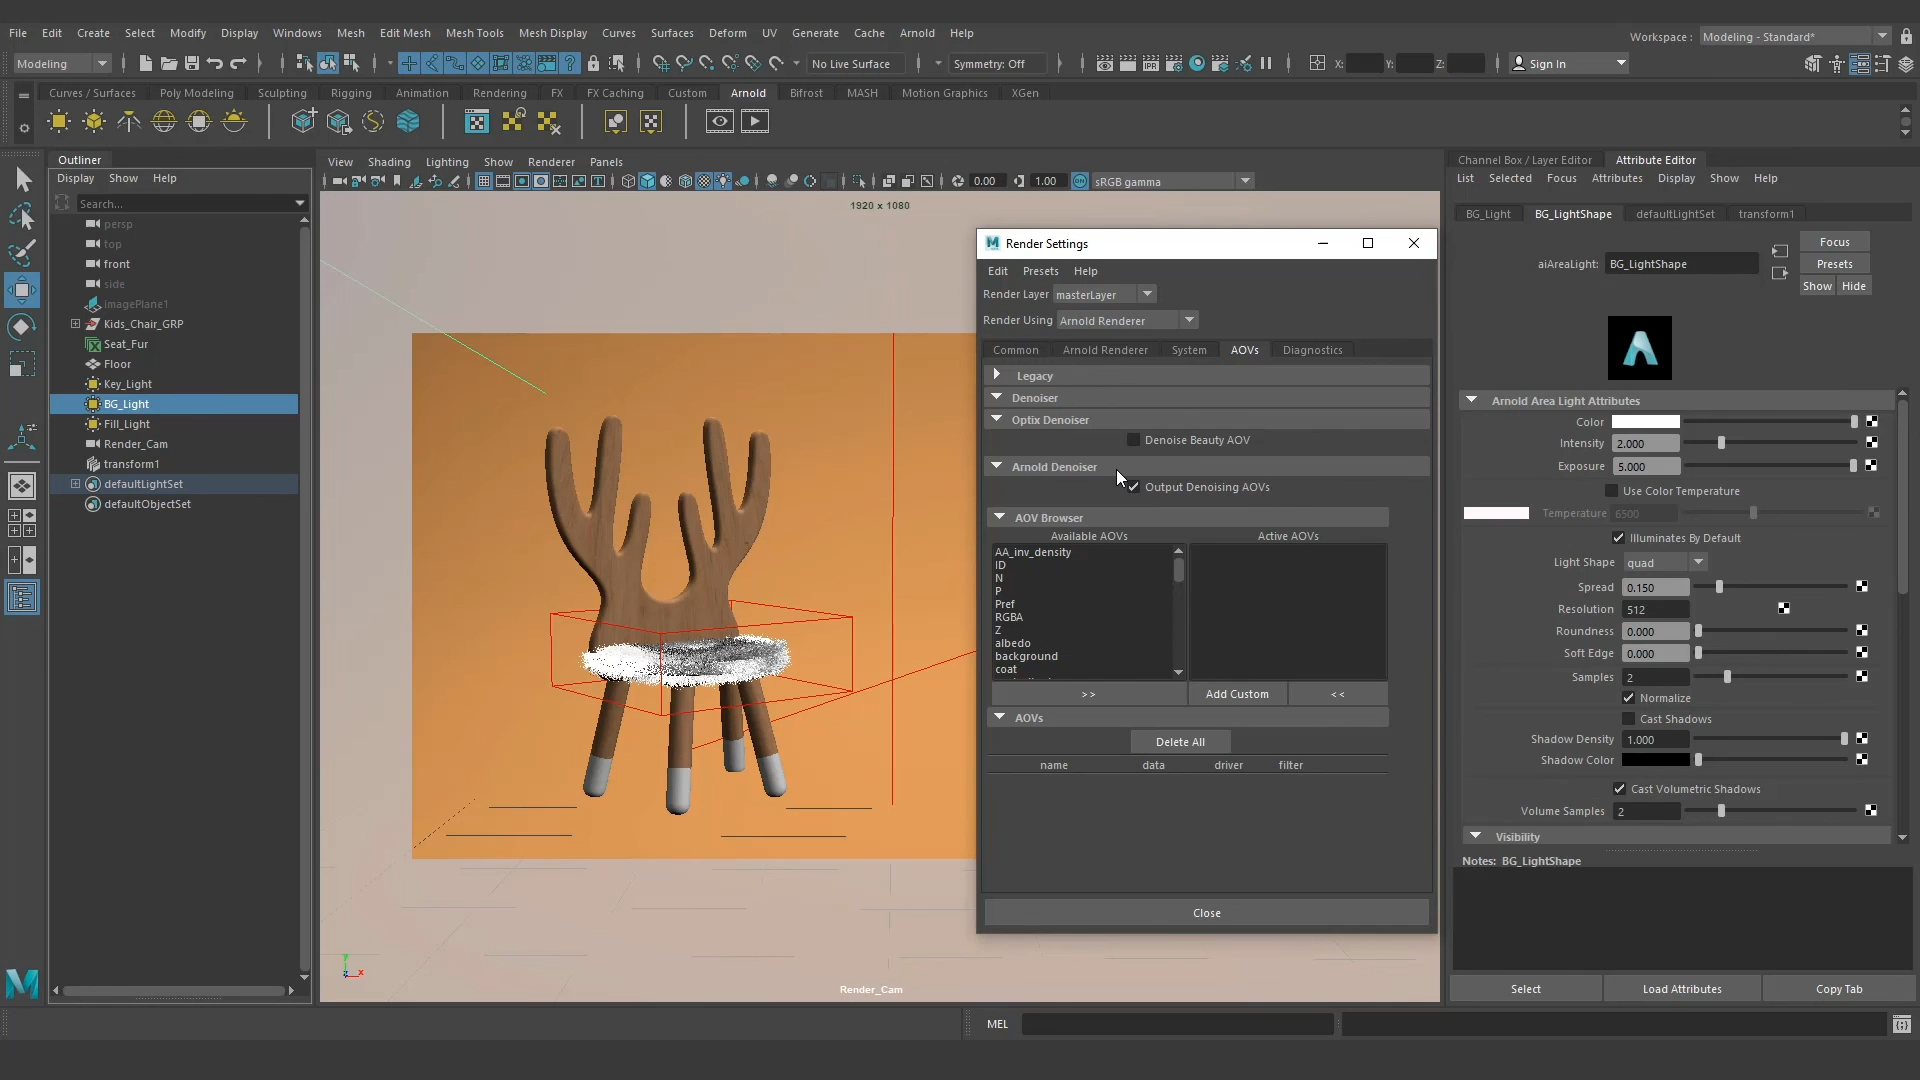 File Edit Create Select Modify Display Windows Mesh Edit Mesh Mesh Tools Mesh Display Curves Surfaces Deform UV Generate Cache Arnold Help
Workspace : Modeling - Standard*
Modeling
No Live Surface
Symmetry: Off
X: Y: Z:
Sign In
Curves / Surfaces Poly Modeling Sculpting Rigging Animation Rendering FX FX Caching Custom Arnold Bifrost MASH Motion Graphics XGen
Outliner
Display Show Help
Search...
persp
top
front
side
imagePlane1
Kids_Chair_GRP
Seat_Fur
Floor
Key_Light
BG_Light
Fill_Light
Render_Cam
transform1
defaultLightSet
defaultObjectSet
View Shading Lighting Show Renderer Panels
0.00 1.00 sRGB gamma
1920 x 1080
Render_Cam
Render Settings
Edit Presets Help
Render Layer masterLayer
Render Using Arnold Renderer
Common Arnold Renderer System AOVs Diagnostics
Legacy
Denoiser
Optix Denoiser
Denoise Beauty AOV
Arnold Denoiser
Output Denoising AOVs
AOV Browser
Available AOVs Active AOVs
AA_inv_density
ID
N
P
Pref
RGBA
Z
albedo
background
coat
>> Add Custom <<
AOVs
Delete All
name data driver filter
Close
Channel Box / Layer Editor Attribute Editor
List Selected Focus Attributes Display Show Help
BG_Light BG_LightShape defaultLightSet transform1
aiAreaLight: BG_LightShape
Focus
Presets
Show Hide
Arnold Area Light Attributes
Color
Intensity 2.000
Exposure 5.000
Use Color Temperature
Temperature 6500
Illuminates By Default
Light Shape quad
Spread 0.150
Resolution 512
Roundness 0.000
Soft Edge 0.000
Samples 2
Normalize
Cast Shadows
Shadow Density 1.000
Shadow Color
Cast Volumetric Shadows
Volume Samples 2
Visibility
Notes: BG_LightShape
Select Load Attributes Copy Tab
MEL